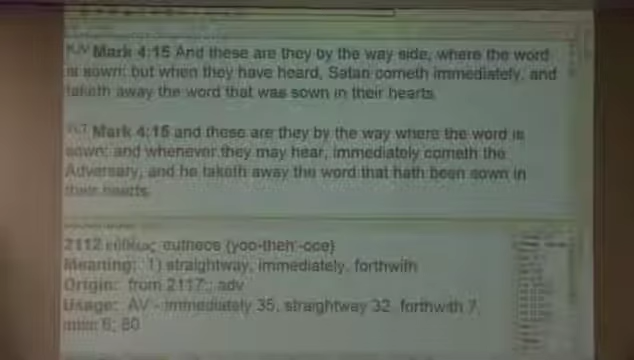 KJV Mark 4:15 And these are they by the way side, where the word
is sown; but when they have heard, Satan cometh immediately, and
taketh away the word that was sown in their hearts.
YLT Mark 4:15 and these are they by the way where the word is
sown: and whenever they may hear, immediately cometh the
Adversary, and he taketh away the word that hath been sown in
their hearts.
2112 εὐθέως eutheos (yoo-theh'-oce)
Meaning: 1) straightway, immediately, forthwith
Origin: from 2117; adv
Usage: AV - immediately 35, straightway 32, forthwith 7,
misc 6; 80